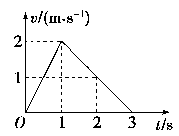 v/(m·s⁻¹)
2
1
O 1 2 3 t/s